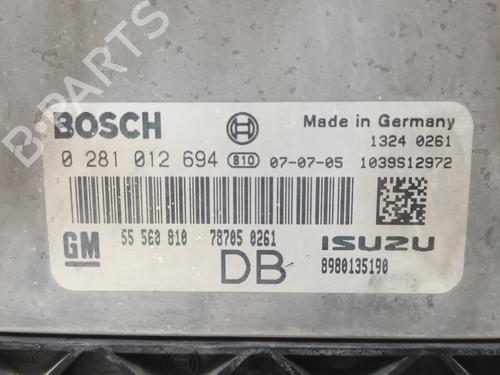 B-PARTS
BOSCH
Made in Germany
1324 0261
0 281 012 694 810 07-07-05 1039S12972
GM 55 560 810 78705 0261 ISUZU
DB 8980135190